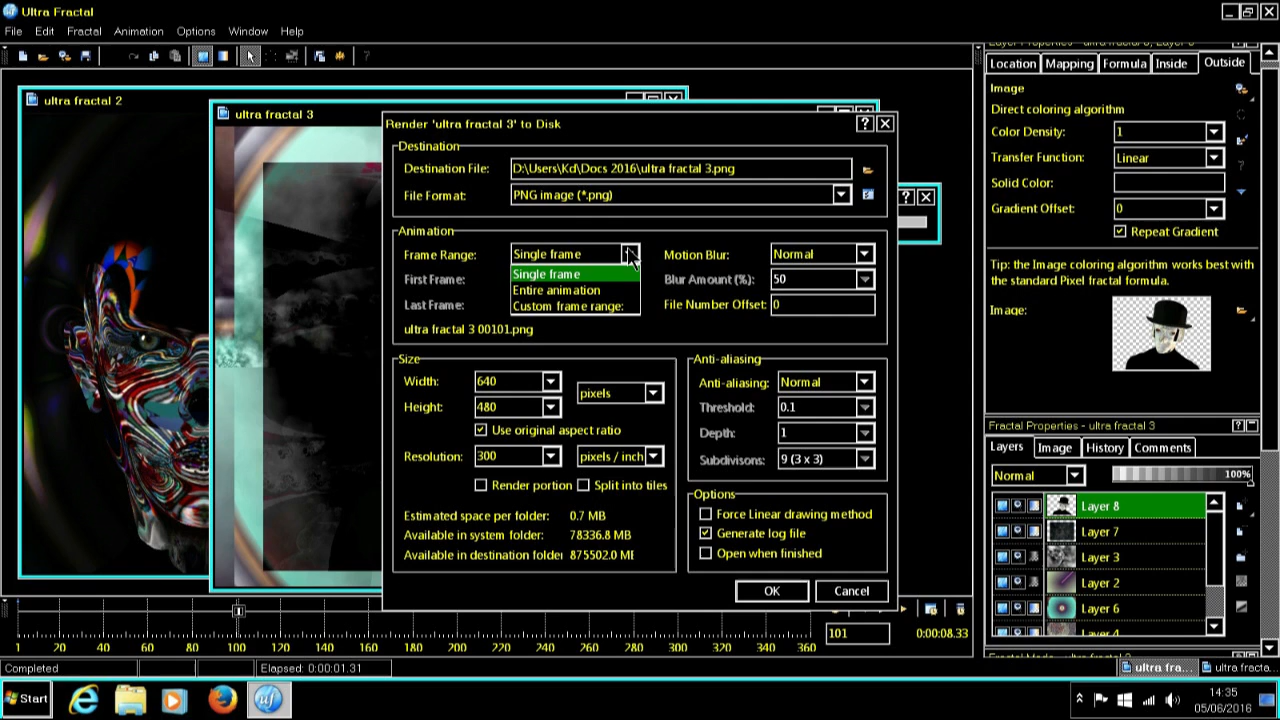 Ultra Fractal
File Edit Fractal Animation Options Window Help
ultra fractal 2
ultra fractal 3
Render 'ultra fractal 3' to Disk
Destination
Destination File: D:\Users\Kd\Docs 2016\ultra fractal 3.png
File Format: PNG image (*.png)
Animation
Frame Range: Single frame
Single frame
Entire animation
Custom frame range:
First Frame:
Last Frame:
Motion Blur: Normal
Blur Amount (%): 50
File Number Offset: 0
ultra fractal 3 00101.png
Size
Width: 640
pixels
Height: 480
Use original aspect ratio
Resolution: 300 pixels / inch
Render portion Split into tiles
Estimated space per folder: 0.7 MB
Available in system folder: 78336.8 MB
Available in destination folder 875502.0 ME
Anti-aliasing
Anti-aliasing: Normal
Threshold: 0.1
Depth: 1
Subdivisons: 9 (3 x 3)
Options
Force Linear drawing method
Generate log file
Open when finished
OK Cancel
Location Mapping Formula Inside Outside
Image
Direct coloring algorithm
Color Density: 1
Transfer Function: Linear
Solid Color:
Gradient Offset: 0
Repeat Gradient
Tip: the Image coloring algorithm works best with
the standard Pixel fractal formula.
Image:
Fractal Properties - ultra fractal 3
Layers Image History Comments
Normal 100%
Layer 8
Layer 7
Layer 3
Layer 2
Layer 6
Layer 4
1 20 40 60 80 100 120 140 160 180 200 220 240 260 280 300 320 340 360
101 0:00:08.33
Completed Elapsed: 0:00:01.31
ultra fra... ultra fracta...
Start
14:35
05/06/2016